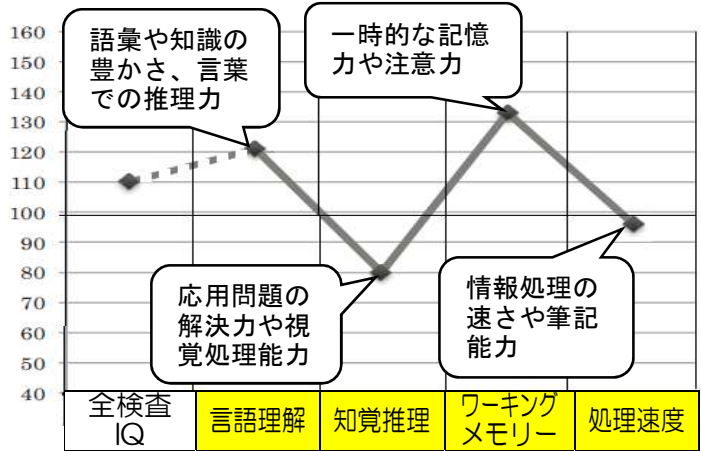 160
150
140
130
120
110
100
90
80
70
60
50
40
語彙や知識の
豊かさ、言葉
での推理力
一時的な記憶
力や注意力
応用問題の
解決力や視
覚処理能力
情報処理の
速さや筆記
能力
全検査
IQ
言語理解
知覚推理
ワーキング
メモリー
処理速度